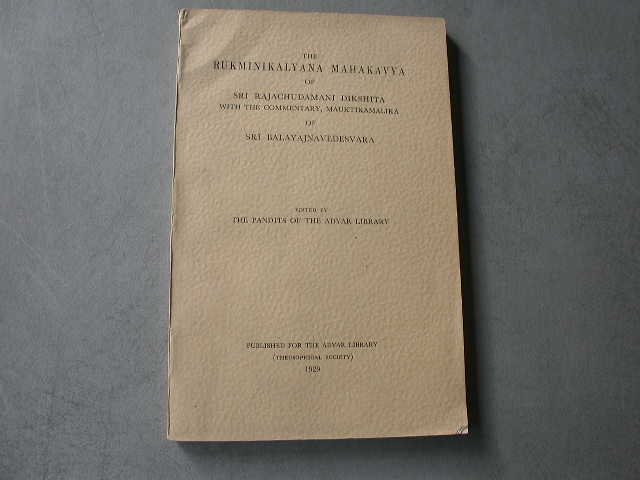 THE
RUKMINIKALYANA MAHAKAVYA
OF
SRI RAJACHUDAMANI DIKSHITA
WITH THE COMMENTARY, MAUKTIKAMALIKA
OF
SRI BALAYAJNAVEDESVARA
EDITED BY
THE PANDITS OF THE ADYAR LIBRARY
PUBLISHED FOR THE ADYAR LIBRARY
(THEOSOPHICAL SOCIETY)
1929